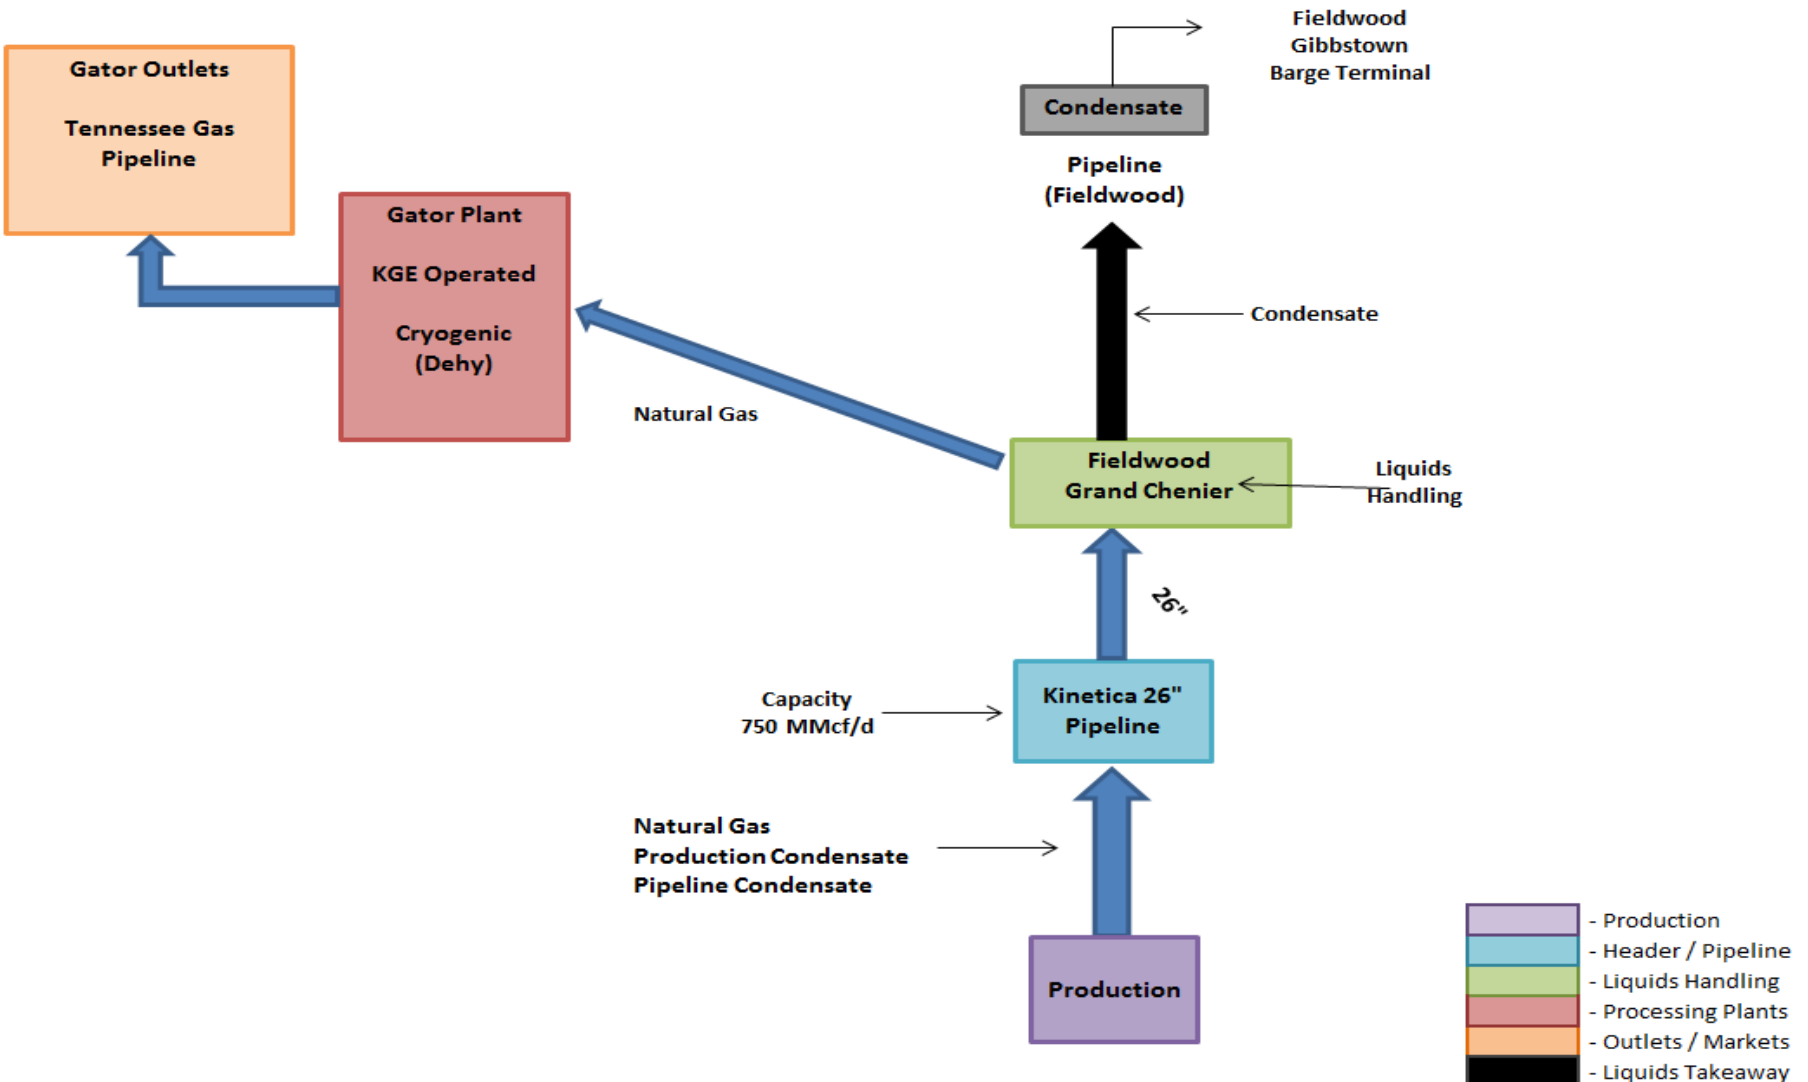 Fieldwood
Gibbstown
Barge Terminal
Gator Outlets
Tennessee Gas
Pipeline
Condensate
Pipeline
(Fieldwood)
Gator Plant
KGE Operated
Cryogenic
(Dehy)
Condensate
Natural Gas
Fieldwood
Grand Chenier
Liquids
Handling
26"
Kinetica 26"
Pipeline
Capacity
750 MMcf/d
Natural Gas
Production Condensate
Pipeline Condensate
Production
- Production
- Header / Pipeline
- Liquids Handling
- Processing Plants
- Outlets / Markets
- Liquids Takeaway